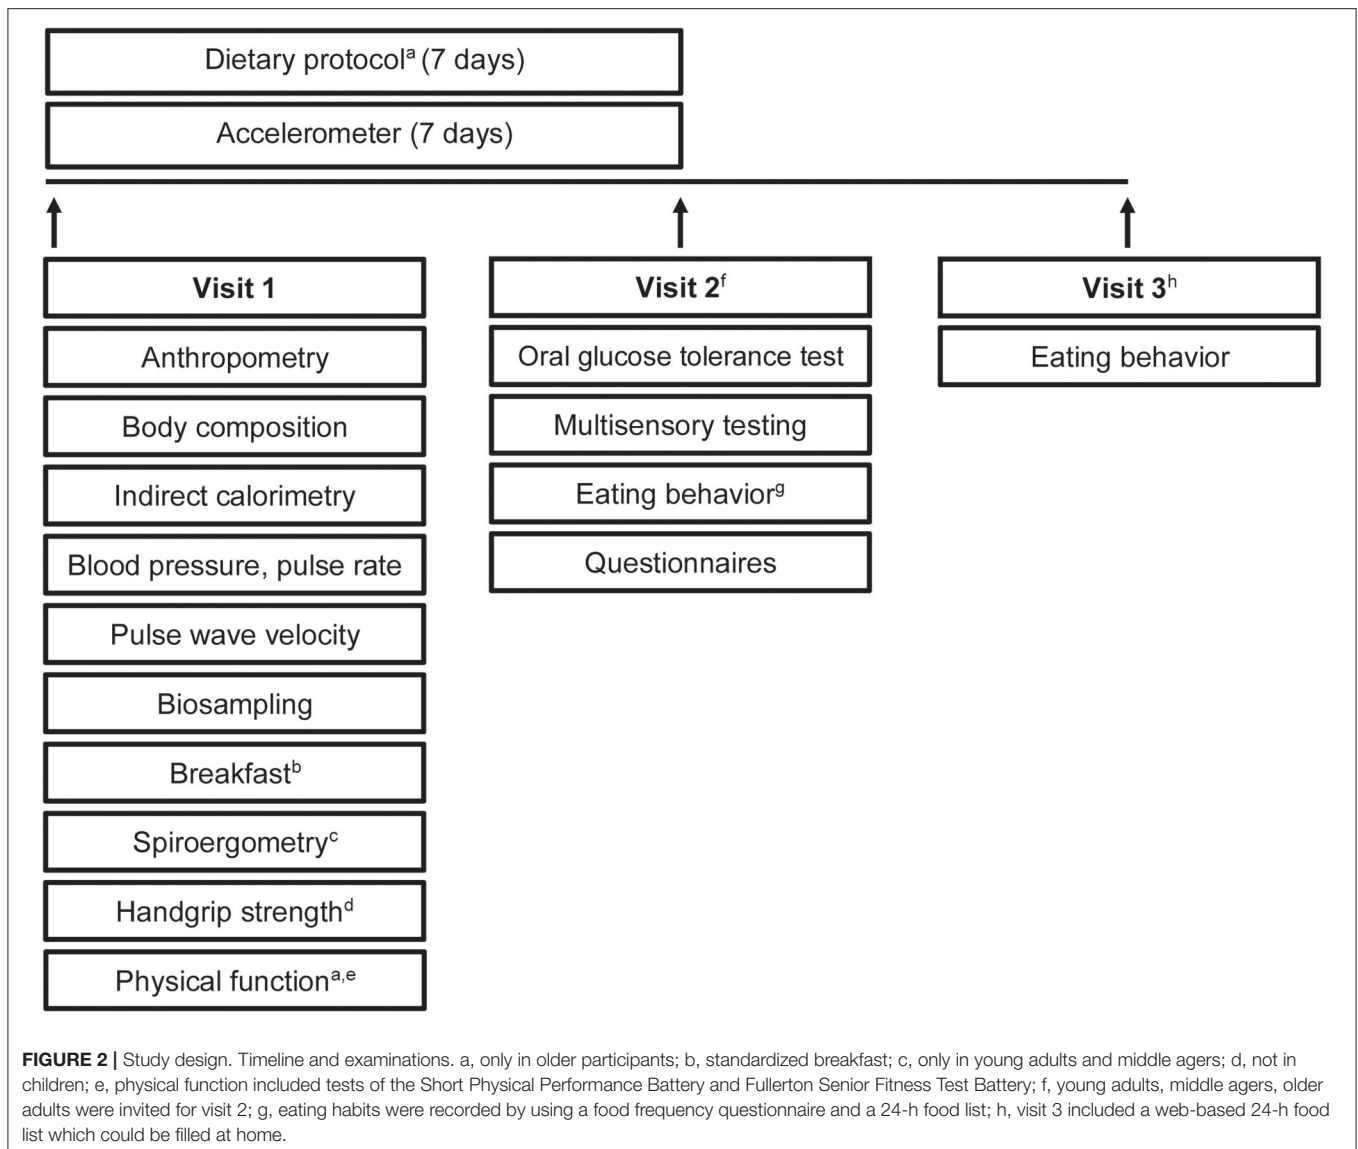 Dietary protocolᵃ (7 days)
Accelerometer (7 days)
Visit 1
Anthropometry
Body composition
Indirect calorimetry
Blood pressure, pulse rate
Pulse wave velocity
Biosampling
Breakfastᵇ
Spiroergometryᶜ
Handgrip strengthᵈ
Physical functionᵃ,ᵉ
Visit 2ᶠ
Oral glucose tolerance test
Multisensory testing
Eating behaviorᵍ
Questionnaires
Visit 3ʰ
Eating behavior
FIGURE 2 | Study design. Timeline and examinations. a, only in older participants; b, standardized breakfast; c, only in young adults and middle agers; d, not in
children; e, physical function included tests of the Short Physical Performance Battery and Fullerton Senior Fitness Test Battery; f, young adults, middle agers, older
adults were invited for visit 2; g, eating habits were recorded by using a food frequency questionnaire and a 24-h food list; h, visit 3 included a web-based 24-h food
list which could be filled at home.